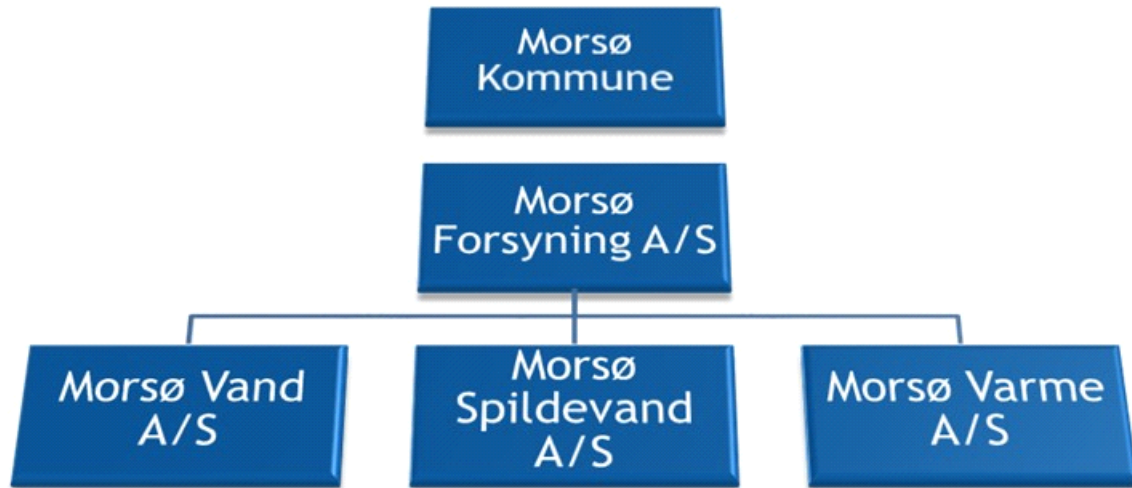 Morsø
Kommune
Morsø
Forsyning A/S
Morsø Vand
A/S
Morsø
Spildevand
A/S
Morsø Varme
A/S